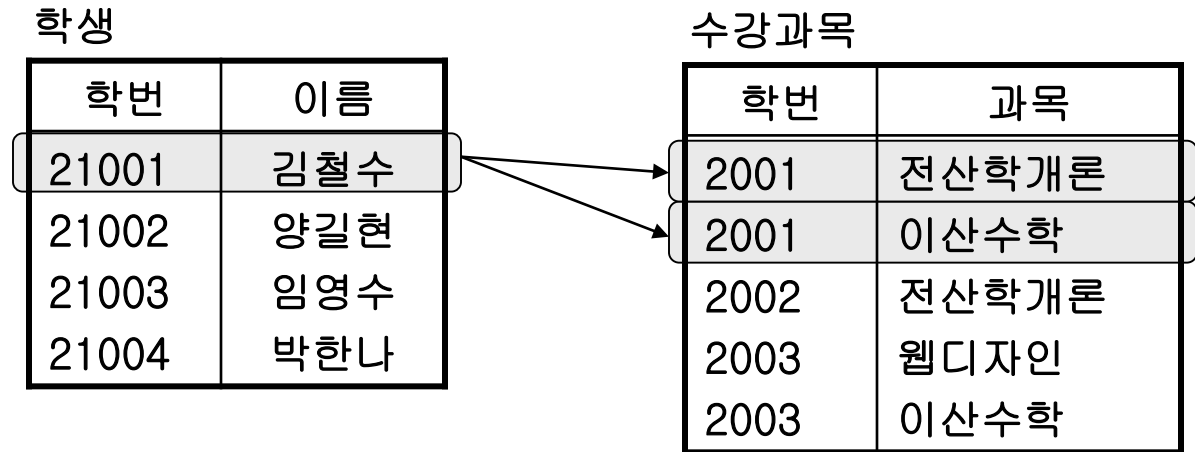 학생
학번 이름
21001 김철수
21002 양길현
21003 임영수
21004 박한나
수강과목
학번 과목
2001 전산학개론
2001 이산수학
2002 전산학개론
2003 웹디자인
2003 이산수학